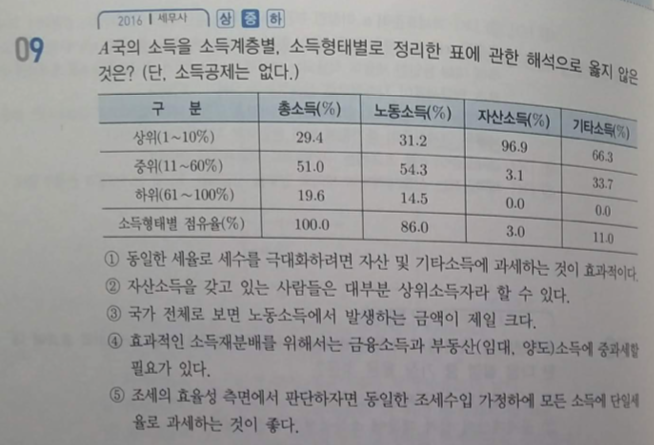 2016 세무사 상 중 하
09 A국의 소득을 소득계층별, 소득형태별로 정리한 표에 관한 해석으로 옳지 않은
것은? (단, 소득공제는 없다.)
구 분 총소득(%) 노동소득(%) 자산소득(%) 기타소득(%)
상위(1~10%) 29.4 31.2 96.9 66.3
중위(11~60%) 51.0 54.3 3.1 33.7
하위(61~100%) 19.6 14.5 0.0 0.0
소득형태별 점유율(%) 100.0 86.0 3.0 11.0
① 동일한 세율로 세수를 극대화하려면 자산 및 기타소득에 과세하는 것이 효과적이다.
② 자산소득을 갖고 있는 사람들은 대부분 상위소득자라 할 수 있다.
③ 국가 전체로 보면 노동소득에서 발생하는 금액이 제일 크다.
④ 효과적인 소득재분배를 위해서는 금융소득과 부동산(임대, 양도)소득에 중과세할
필요가 있다.
⑤ 조세의 효율성 측면에서 판단하자면 동일한 조세수입 가정하에 모든 소득에 단일세
율로 과세하는 것이 좋다.